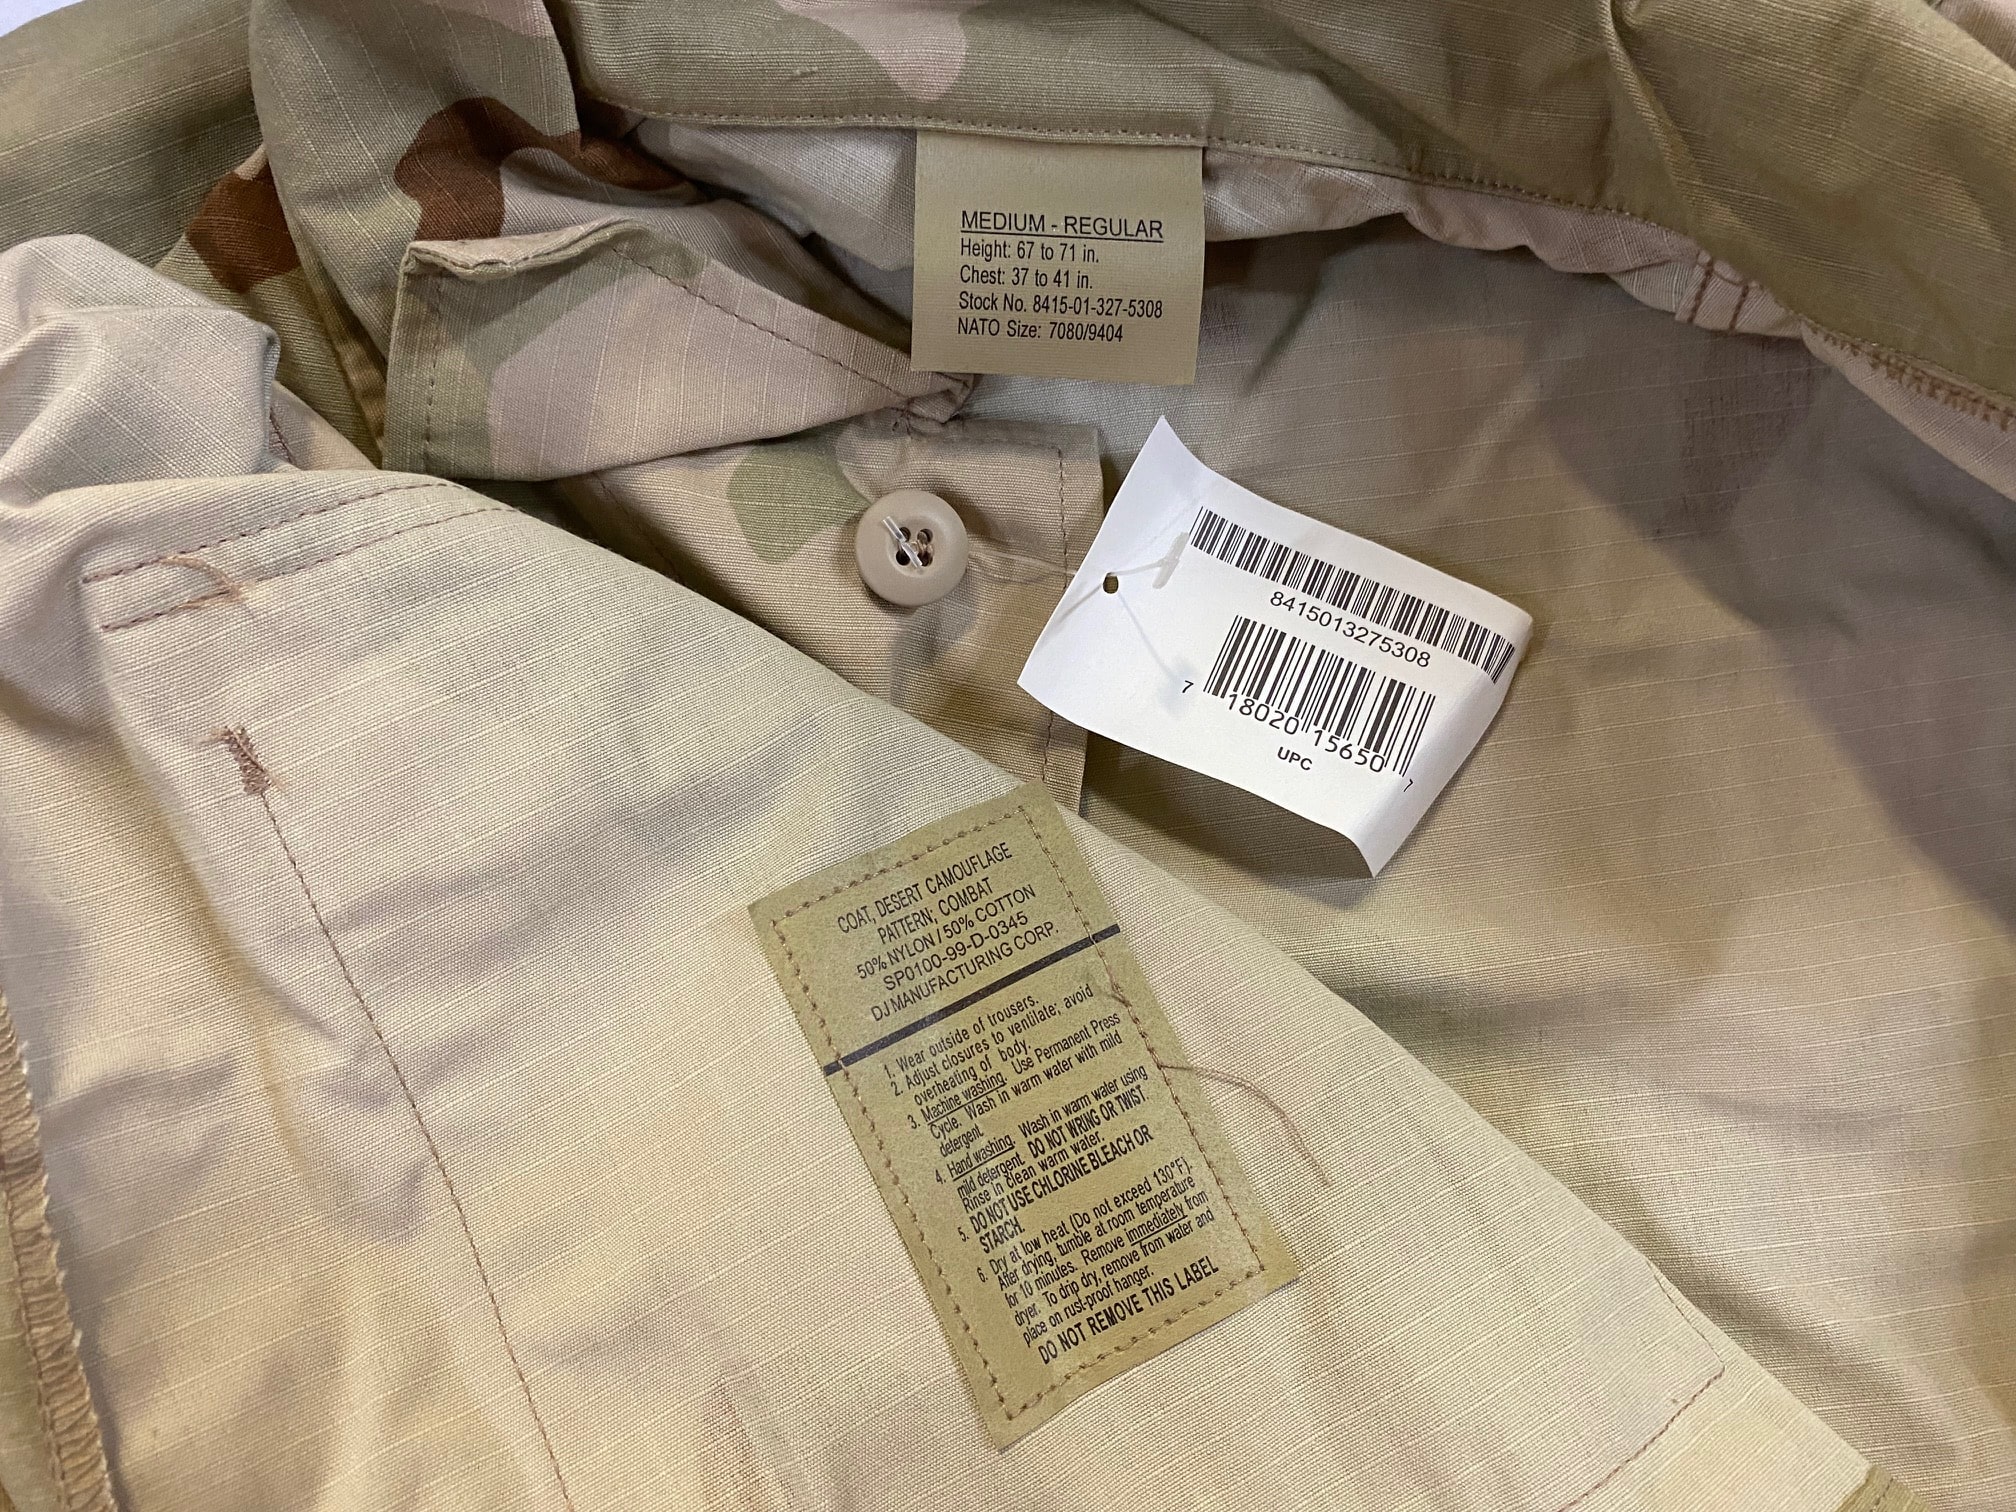 MEDIUM - REGULAR
Height: 67 to 71 in.
Chest: 37 to 41 in.
Stock No. 8415-01-327-5308
NATO Size: 7080/9404
8415013275308
7 18020 15650 7
UPC
COAT, DESERT CAMOUFLAGE
PATTERN; COMBAT
50% NYLON / 50% COTTON
SP0100-99-D-0345
DJ MANUFACTURING CORP.
1. Wear outside of trousers.
2. Adjust closures to ventilate; avoid
overheating of body.
3. Machine washing. Use Permanent Press
Cycle. Wash in warm water with mild
detergent.
4. Hand washing. Wash in warm water using
mild detergent. DO NOT WRING OR TWIST.
Rinse in clean warm water.
5. DO NOT USE CHLORINE BLEACH OR
STARCH.
6. Dry at low heat (Do not exceed 130°F).
After drying, tumble at room temperature
for 10 minutes. Remove immediately from
dryer. To drip dry, remove from water and
place on rust-proof hanger.
DO NOT REMOVE THIS LABEL